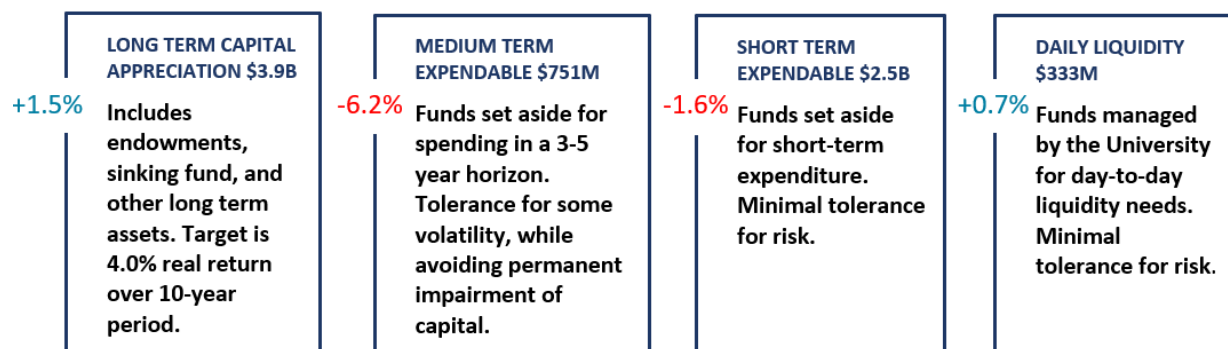 LONG TERM CAPITAL
APPRECIATION $3.9B
+1.5%
Includes
endowments,
sinking fund, and
other long term
assets. Target is
4.0% real return
over 10-year
period.
MEDIUM TERM
EXPENDABLE $751M
-6.2%
Funds set aside for
spending in a 3-5
year horizon.
Tolerance for some
volatility, while
avoiding permanent
impairment of
capital.
SHORT TERM
EXPENDABLE $2.5B
-1.6%
Funds set aside
for short-term
expenditure.
Minimal tolerance
for risk.
DAILY LIQUIDITY
$333M
+0.7%
Funds managed
by the University
for day-to-day
liquidity needs.
Minimal
tolerance for risk.